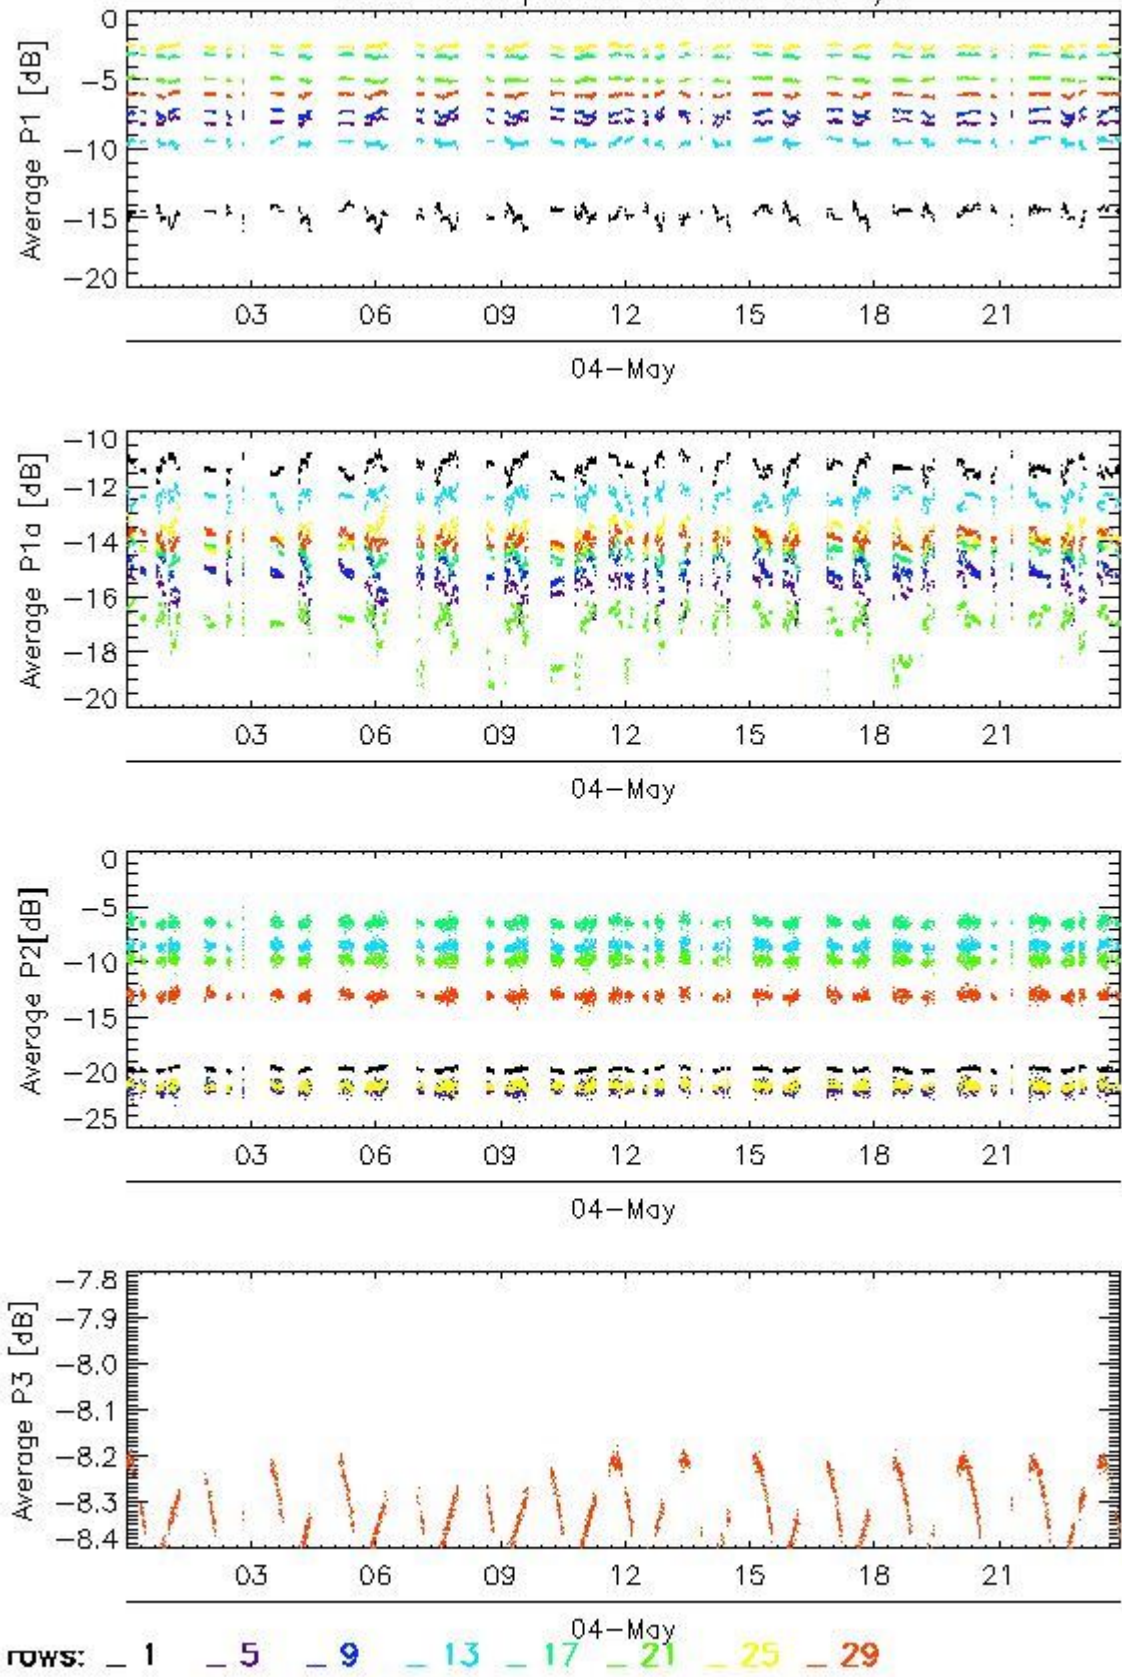 Average P1 [dB]
0
−5
−10
−15
−20
03 06 09 12 15 18 21
04−May
Average P1a [dB]
−10
−12
−14
−16
−18
−20
03 06 09 12 15 18 21
04−May
Average P2[dB]
0
−5
−10
−15
−20
−25
03 06 09 12 15 18 21
04−May
Average P3 [dB]
−7.8
−7.9
−8.0
−8.1
−8.2
−8.3
−8.4
03 06 09 12 15 18 21
04−May
rows: _ 1 _ 5 _ 9 _ 13 _ 17 _ 21 _ 25 _ 29